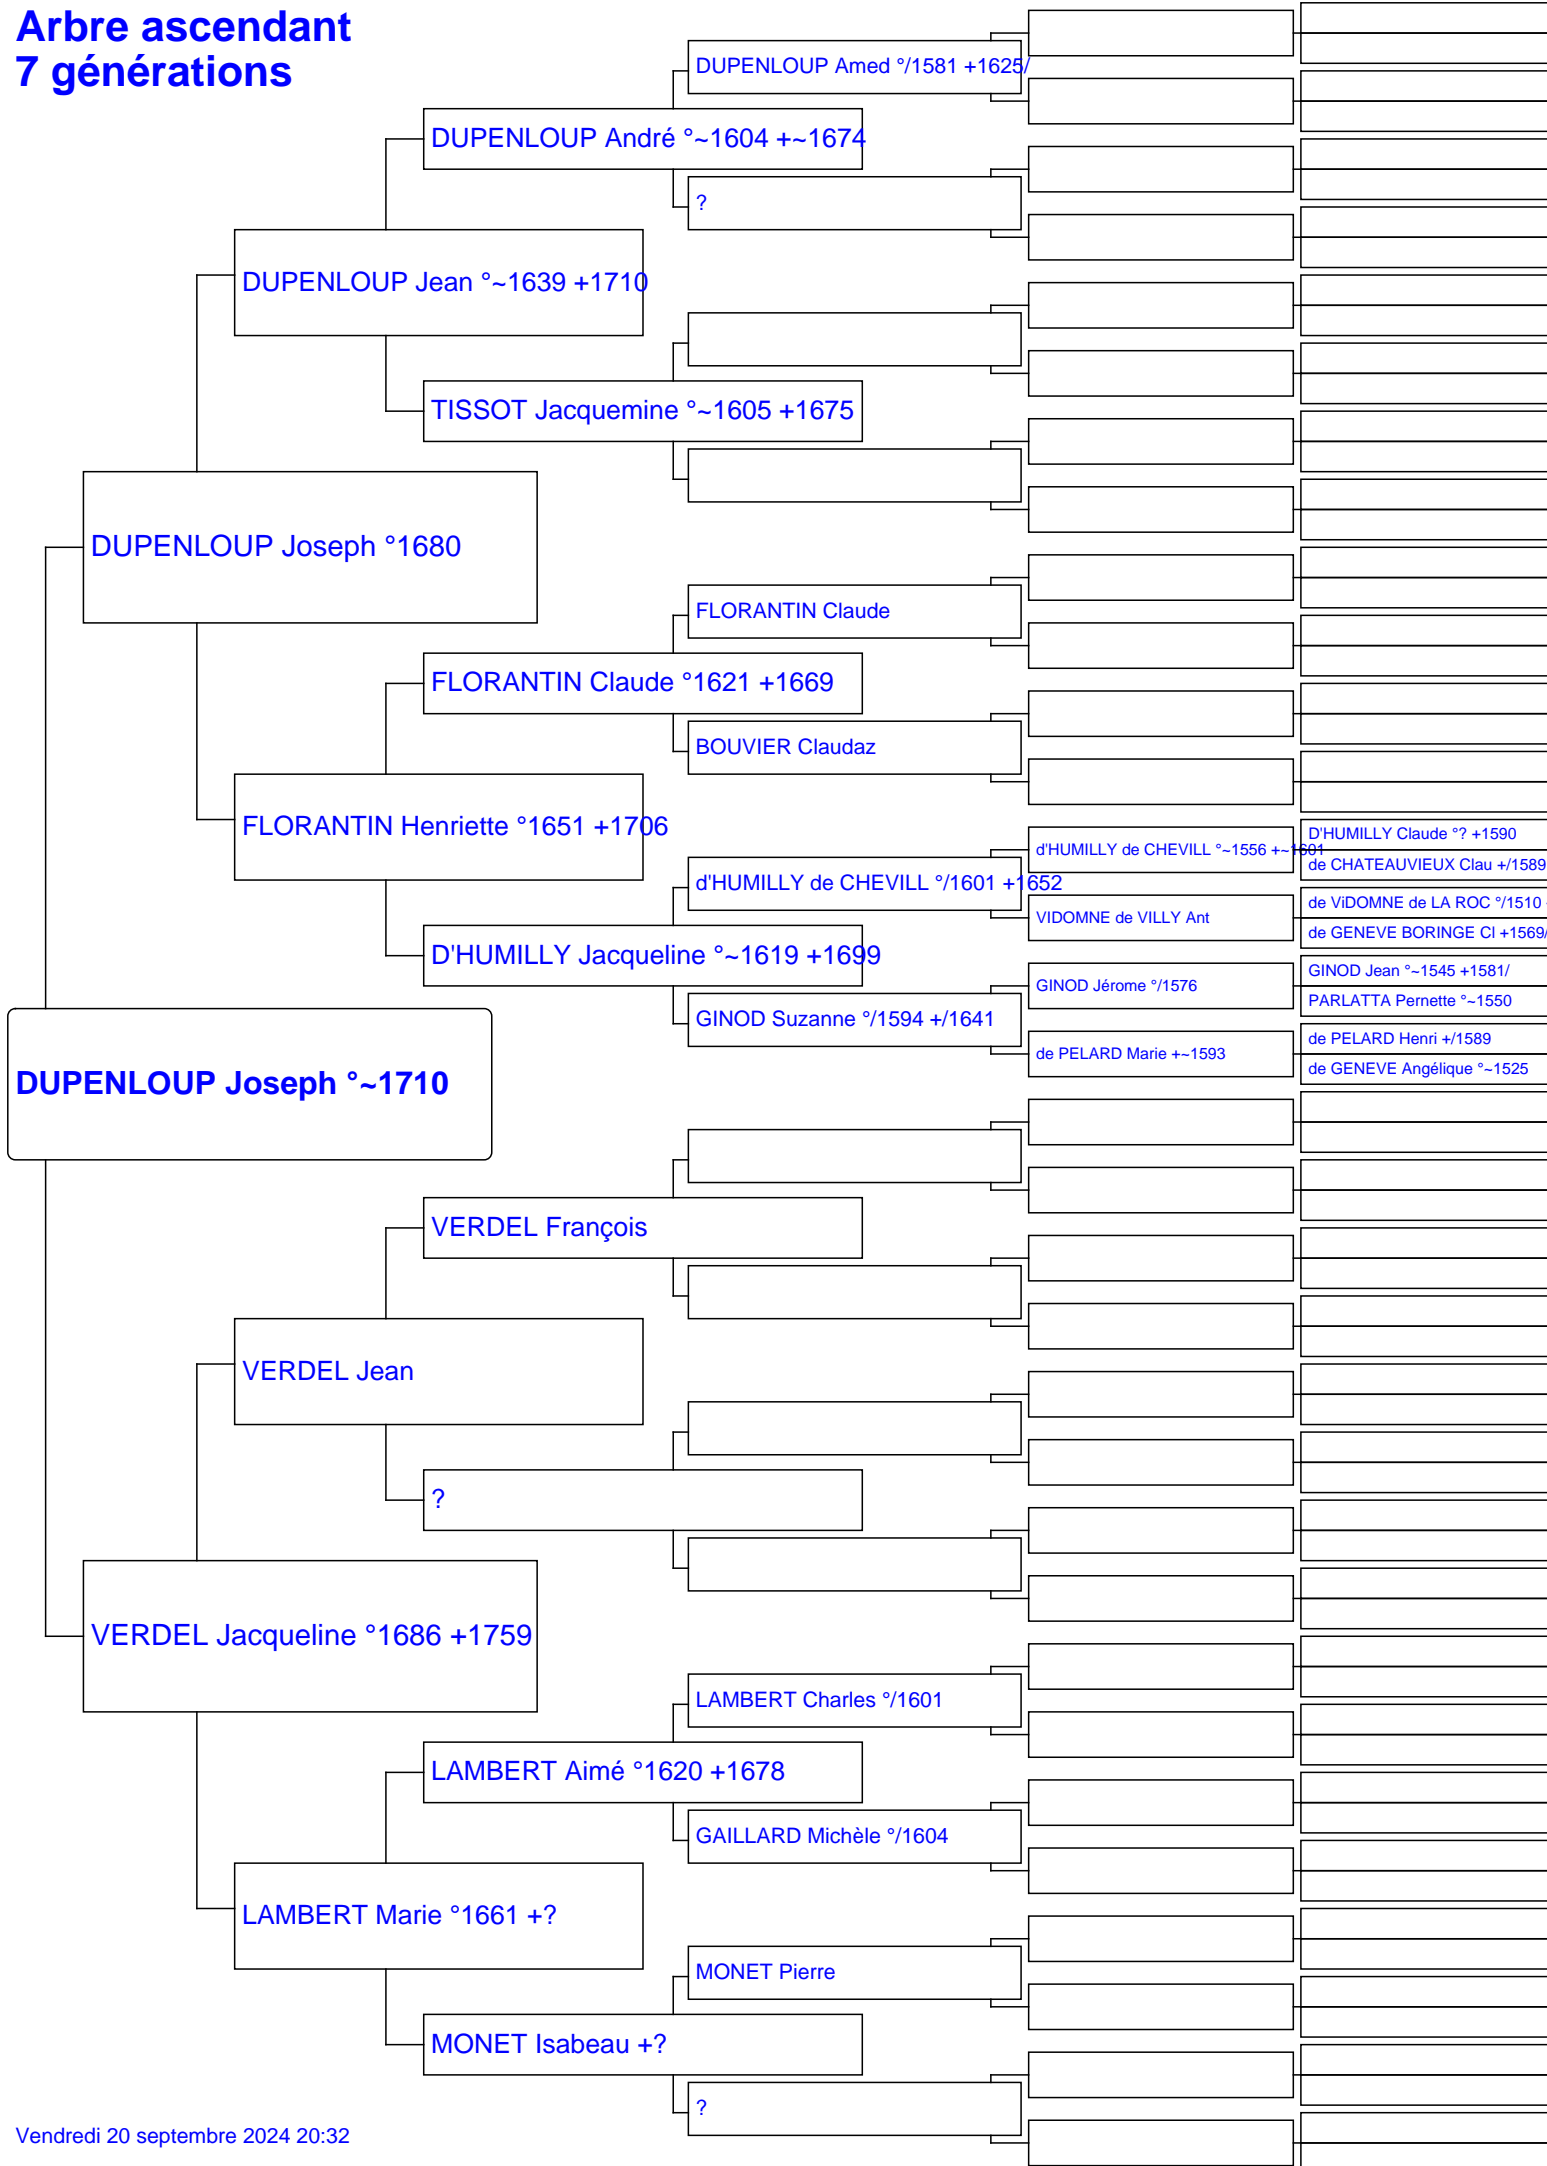 Arbre ascendant
7 générations
DUPENLOUP Amed °/1581 +1625/
DUPENLOUP André °~1604 +~1674
?
DUPENLOUP Jean °~1639 +1710
TISSOT Jacquemine °~1605 +1675
DUPENLOUP Joseph °1680
FLORANTIN Claude
FLORANTIN Claude °1621 +1669
BOUVIER Claudaz
FLORANTIN Henriette °1651 +1706
D'HUMILLY Claude °? +1590
d'HUMILLY de CHEVILL °~1556 +~1601
de CHATEAUVIEUX Clau +/1589
d'HUMILLY de CHEVILL °/1601 +1652
de ViDOMNE de LA ROC °/1510
VIDOMNE de VILLY Ant
de GENEVE BORINGE Cl +1569/
D'HUMILLY Jacqueline °~1619 +1699
GINOD Jean °~1545 +1581/
GINOD Jérome °/1576
PARLATTA Pernette °~1550
GINOD Suzanne °/1594 +/1641
de PELARD Henri +/1589
de PELARD Marie +~1593
de GENEVE Angélique °~1525
DUPENLOUP Joseph °~1710
VERDEL François
VERDEL Jean
?
VERDEL Jacqueline °1686 +1759
LAMBERT Charles °/1601
LAMBERT Aimé °1620 +1678
GAILLARD Michèle °/1604
LAMBERT Marie °1661 +?
MONET Pierre
MONET Isabeau +?
?
Vendredi 20 septembre 2024 20:32